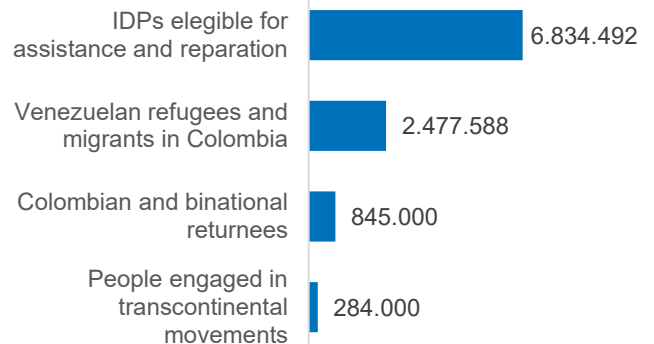 IDPs elegible for
assistance and reparation
6.834.492
Venezuelan refugees and
migrants in Colombia
2.477.588
Colombian and binational
returnees
845.000
People engaged in
transcontinental
movements
284.000